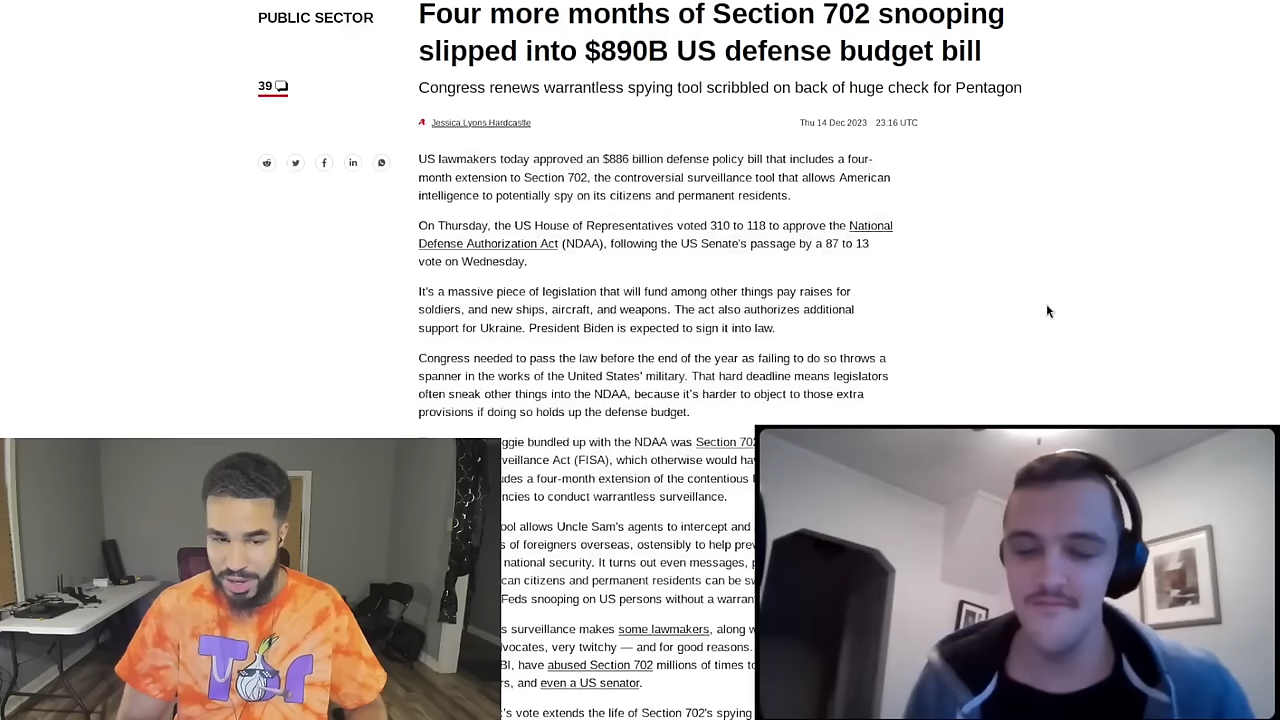 PUBLIC SECTOR
39
Four more months of Section 702 snooping
slipped into $890B US defense budget bill
Congress renews warrantless spying tool scribbled on back of huge check for Pentagon
Jessica Lyons Hardcastle
Thu 14 Dec 2023 23:16 UTC
US lawmakers today approved an $886 billion defense policy bill that includes a four-
month extension to Section 702, the controversial surveillance tool that allows American
intelligence to potentially spy on its citizens and permanent residents.
On Thursday, the US House of Representatives voted 310 to 118 to approve the National
Defense Authorization Act (NDAA), following the US Senate's passage by a 87 to 13
vote on Wednesday.
It's a massive piece of legislation that will fund among other things pay raises for
soldiers, and new ships, aircraft, and weapons. The act also authorizes additional
support for Ukraine. President Biden is expected to sign it into law.
Congress needed to pass the law before the end of the year as failing to do so throws a
spanner in the works of the United States' military. That hard deadline means legislators
often sneak other things into the NDAA, because it's harder to object to those extra
provisions if doing so holds up the defense budget.
ggie bundled up with the NDAA was Section 702
veillance Act (FISA), which otherwise would hav
udes a four-month extension of the contentious
ncies to conduct warrantless surveillance.
ool allows Uncle Sam's agents to intercept and
s of foreigners overseas, ostensibly to help prev
national security. It turns out even messages, p
can citizens and permanent residents can be sw
Feds snooping on US persons without a warran
s surveillance makes some lawmakers, along w
vocates, very twitchy — and for good reasons.
BI, have abused Section 702 millions of times to
rs, and even a US senator.
's vote extends the life of Section 702's spying
Tor